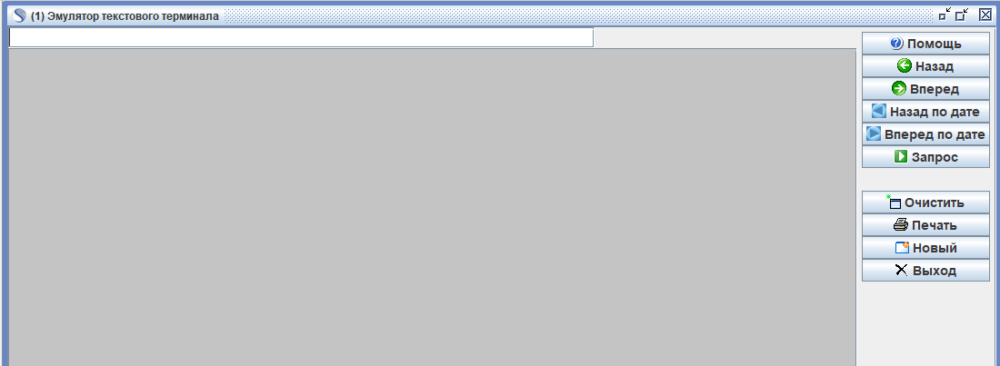 (1) Эмулятор текстового терминала
Помощь
Назад
Вперед
Назад по дате
Вперед по дате
Запрос
Очистить
Печать
Новый
Выход